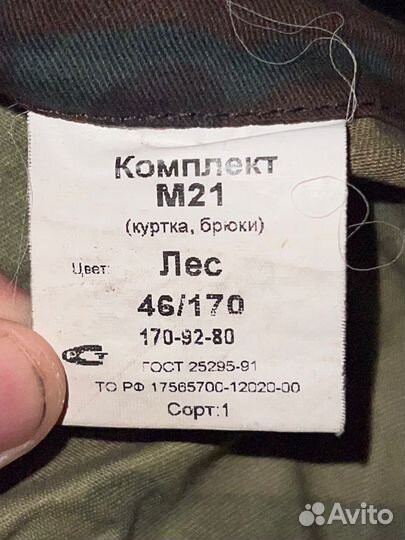 Комплект
М21
(куртка, брюки)
Цвет: Лес
46/170
170-92-80
РСТ
ГОСТ 25295-91
ТО РФ 17565700-12020-00
Сорт:1
Avito